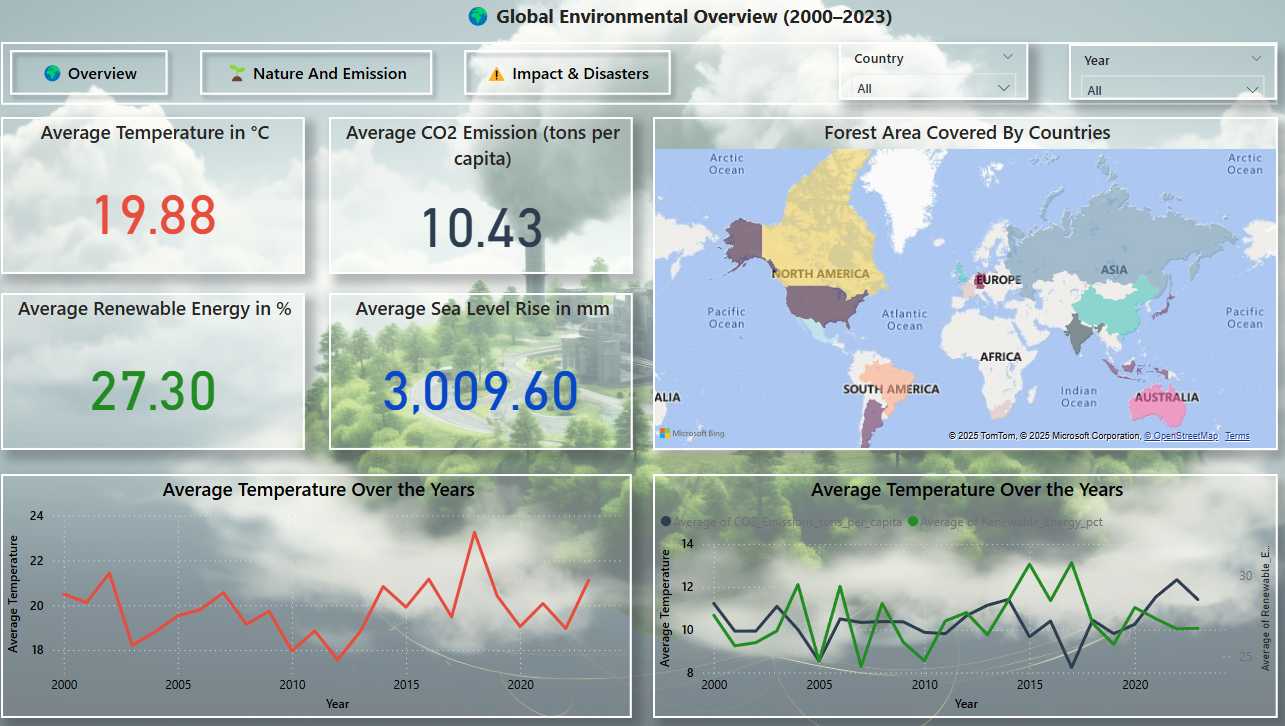 🌍 Global Environmental Overview (2000–2023)
🌍 Overview
🌱 Nature And Emission
⚠️ Impact & Disasters
Country
All
Year
All
Average Temperature in °C
19.88
Average CO2 Emission (tons per
capita)
10.43
Average Renewable Energy in %
27.30
Average Sea Level Rise in mm
3,009.60
Forest Area Covered By Countries
Arctic
Ocean
Arctic
Ocean
NORTH AMERICA
EUROPE
ASIA
Pacific
Ocean
Atlantic
Ocean
Pacific
Ocean
AFRICA
SOUTH AMERICA
Indian
Ocean
AUSTRALIA
ALIA
Microsoft Bing
© 2025 TomTom, © 2025 Microsoft Corporation, © OpenStreetMap Terms
Average Temperature Over the Years
Average Temperature
24
22
20
18
2000 2005 2010 2015 2020
Year
Average Temperature Over the Years
Average of CO2_Emissions_tons_per_capita Average of Renewable_Energy_pct
Average Temperature
14
12
10
8
30
25
Average of Renewable_E...
2000 2005 2010 2015 2020
Year